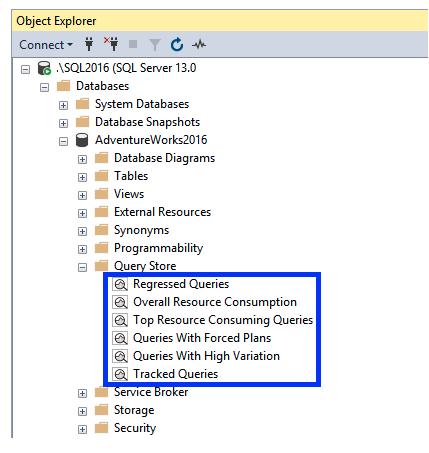 Object Explorer
Connect
.\SQL2016 (SQL Server 13.0
Databases
System Databases
Database Snapshots
AdventureWorks2016
Database Diagrams
Tables
Views
External Resources
Synonyms
Programmability
Query Store
Regressed Queries
Overall Resource Consumption
Top Resource Consuming Queries
Queries With Forced Plans
Queries With High Variation
Tracked Queries
Service Broker
Storage
Security